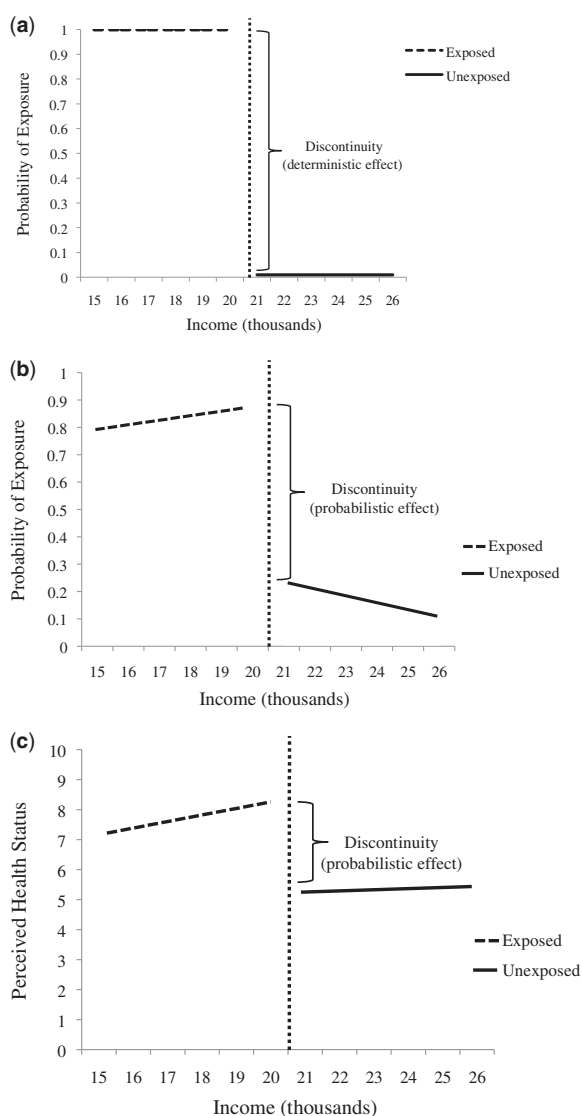 (a)
Probability of Exposure
1
0.9
0.8
0.7
0.6
0.5
0.4
0.3
0.2
0.1
0
Exposed
Unexposed
Discontinuity
(deterministic effect)
15 16 17 18 19 20 21 22 23 24 25 26
Income (thousands)
(b)
Probability of Exposure
1
0.9
0.8
0.7
0.6
0.5
0.4
0.3
0.2
0.1
0
Discontinuity
(probabilistic effect)
Exposed
Unexposed
15 16 17 18 19 20 21 22 23 24 25 26
Income (thousands)
(c)
Perceived Health Status
10
9
8
7
6
5
4
3
2
1
0
Discontinuity
(probabilistic effect)
Exposed
Unexposed
15 16 17 18 19 20 21 22 23 24 25 26
Income (thousands)